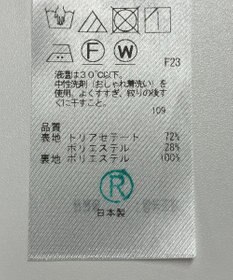 F W
F23
液温は30℃以下。
中性洗剤(おしゃれ着洗い)を
使用。よくすすぎ、絞りの後す
ぐに干すこと。
109
品質
表地 トリアセテート 72%
ポリエステル 28%
裏地 ポリエステル 100%
R
日本製